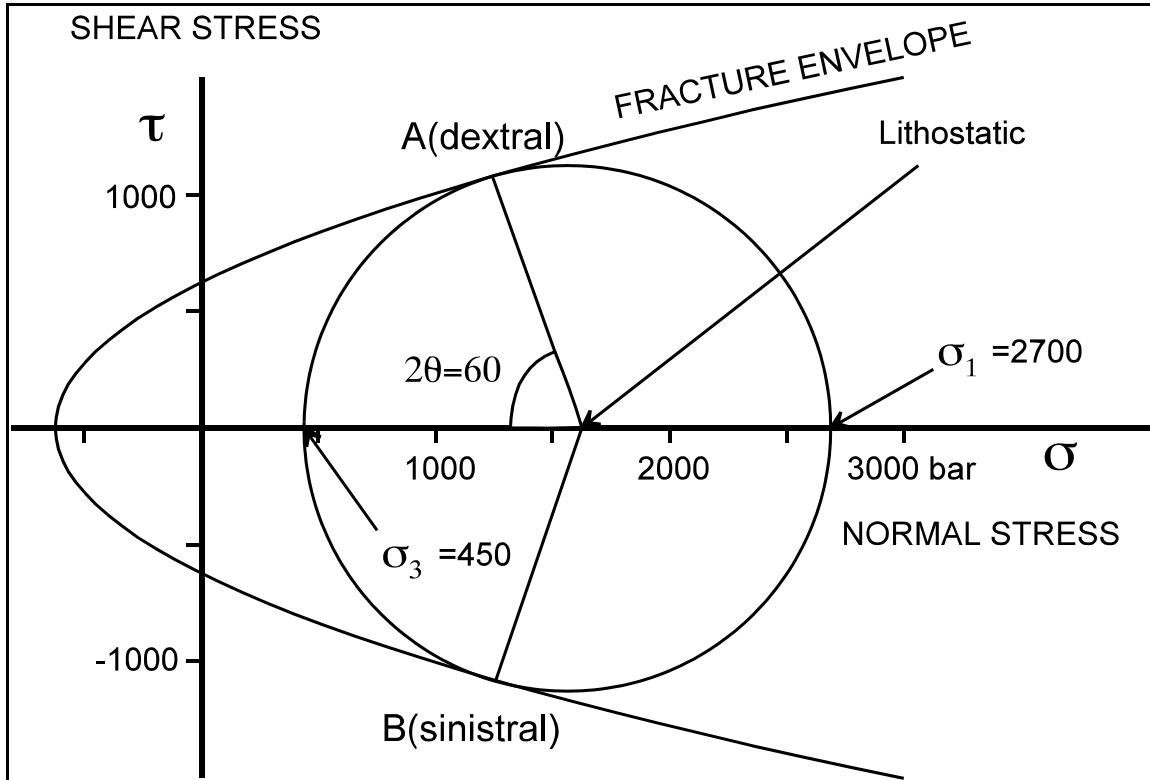 SHEAR STRESS
FRACTURE ENVELOPE
τ
A(dextral)
Lithostatic
1000
2θ=60
σ1 =2700
1000
2000
3000 bar
σ
σ3 =450
NORMAL STRESS
-1000
B(sinistral)